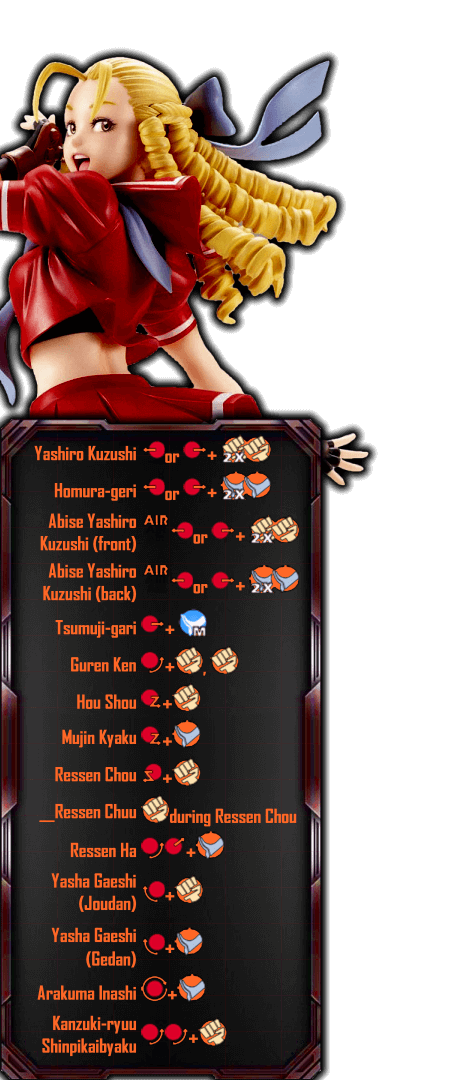 Yashiro Kuzushi or + 2X
Homura-geri or + 2X
Abise Yashiro
Kuzushi (front) AIR or + 2X
Abise Yashiro
Kuzushi (back) AIR or + 2X
Tsumuji-gari + M
Guren Ken + ,
Hou Shou +
Mujin Kyaku +
Ressen Chou +
__Ressen Chuu during Ressen Chou
Ressen Ha +
Yasha Gaeshi
(Joudan) +
Yasha Gaeshi
(Gedan) +
Arakuma Inashi +
Kanzuki-ryuu
Shinpikaibyaku +